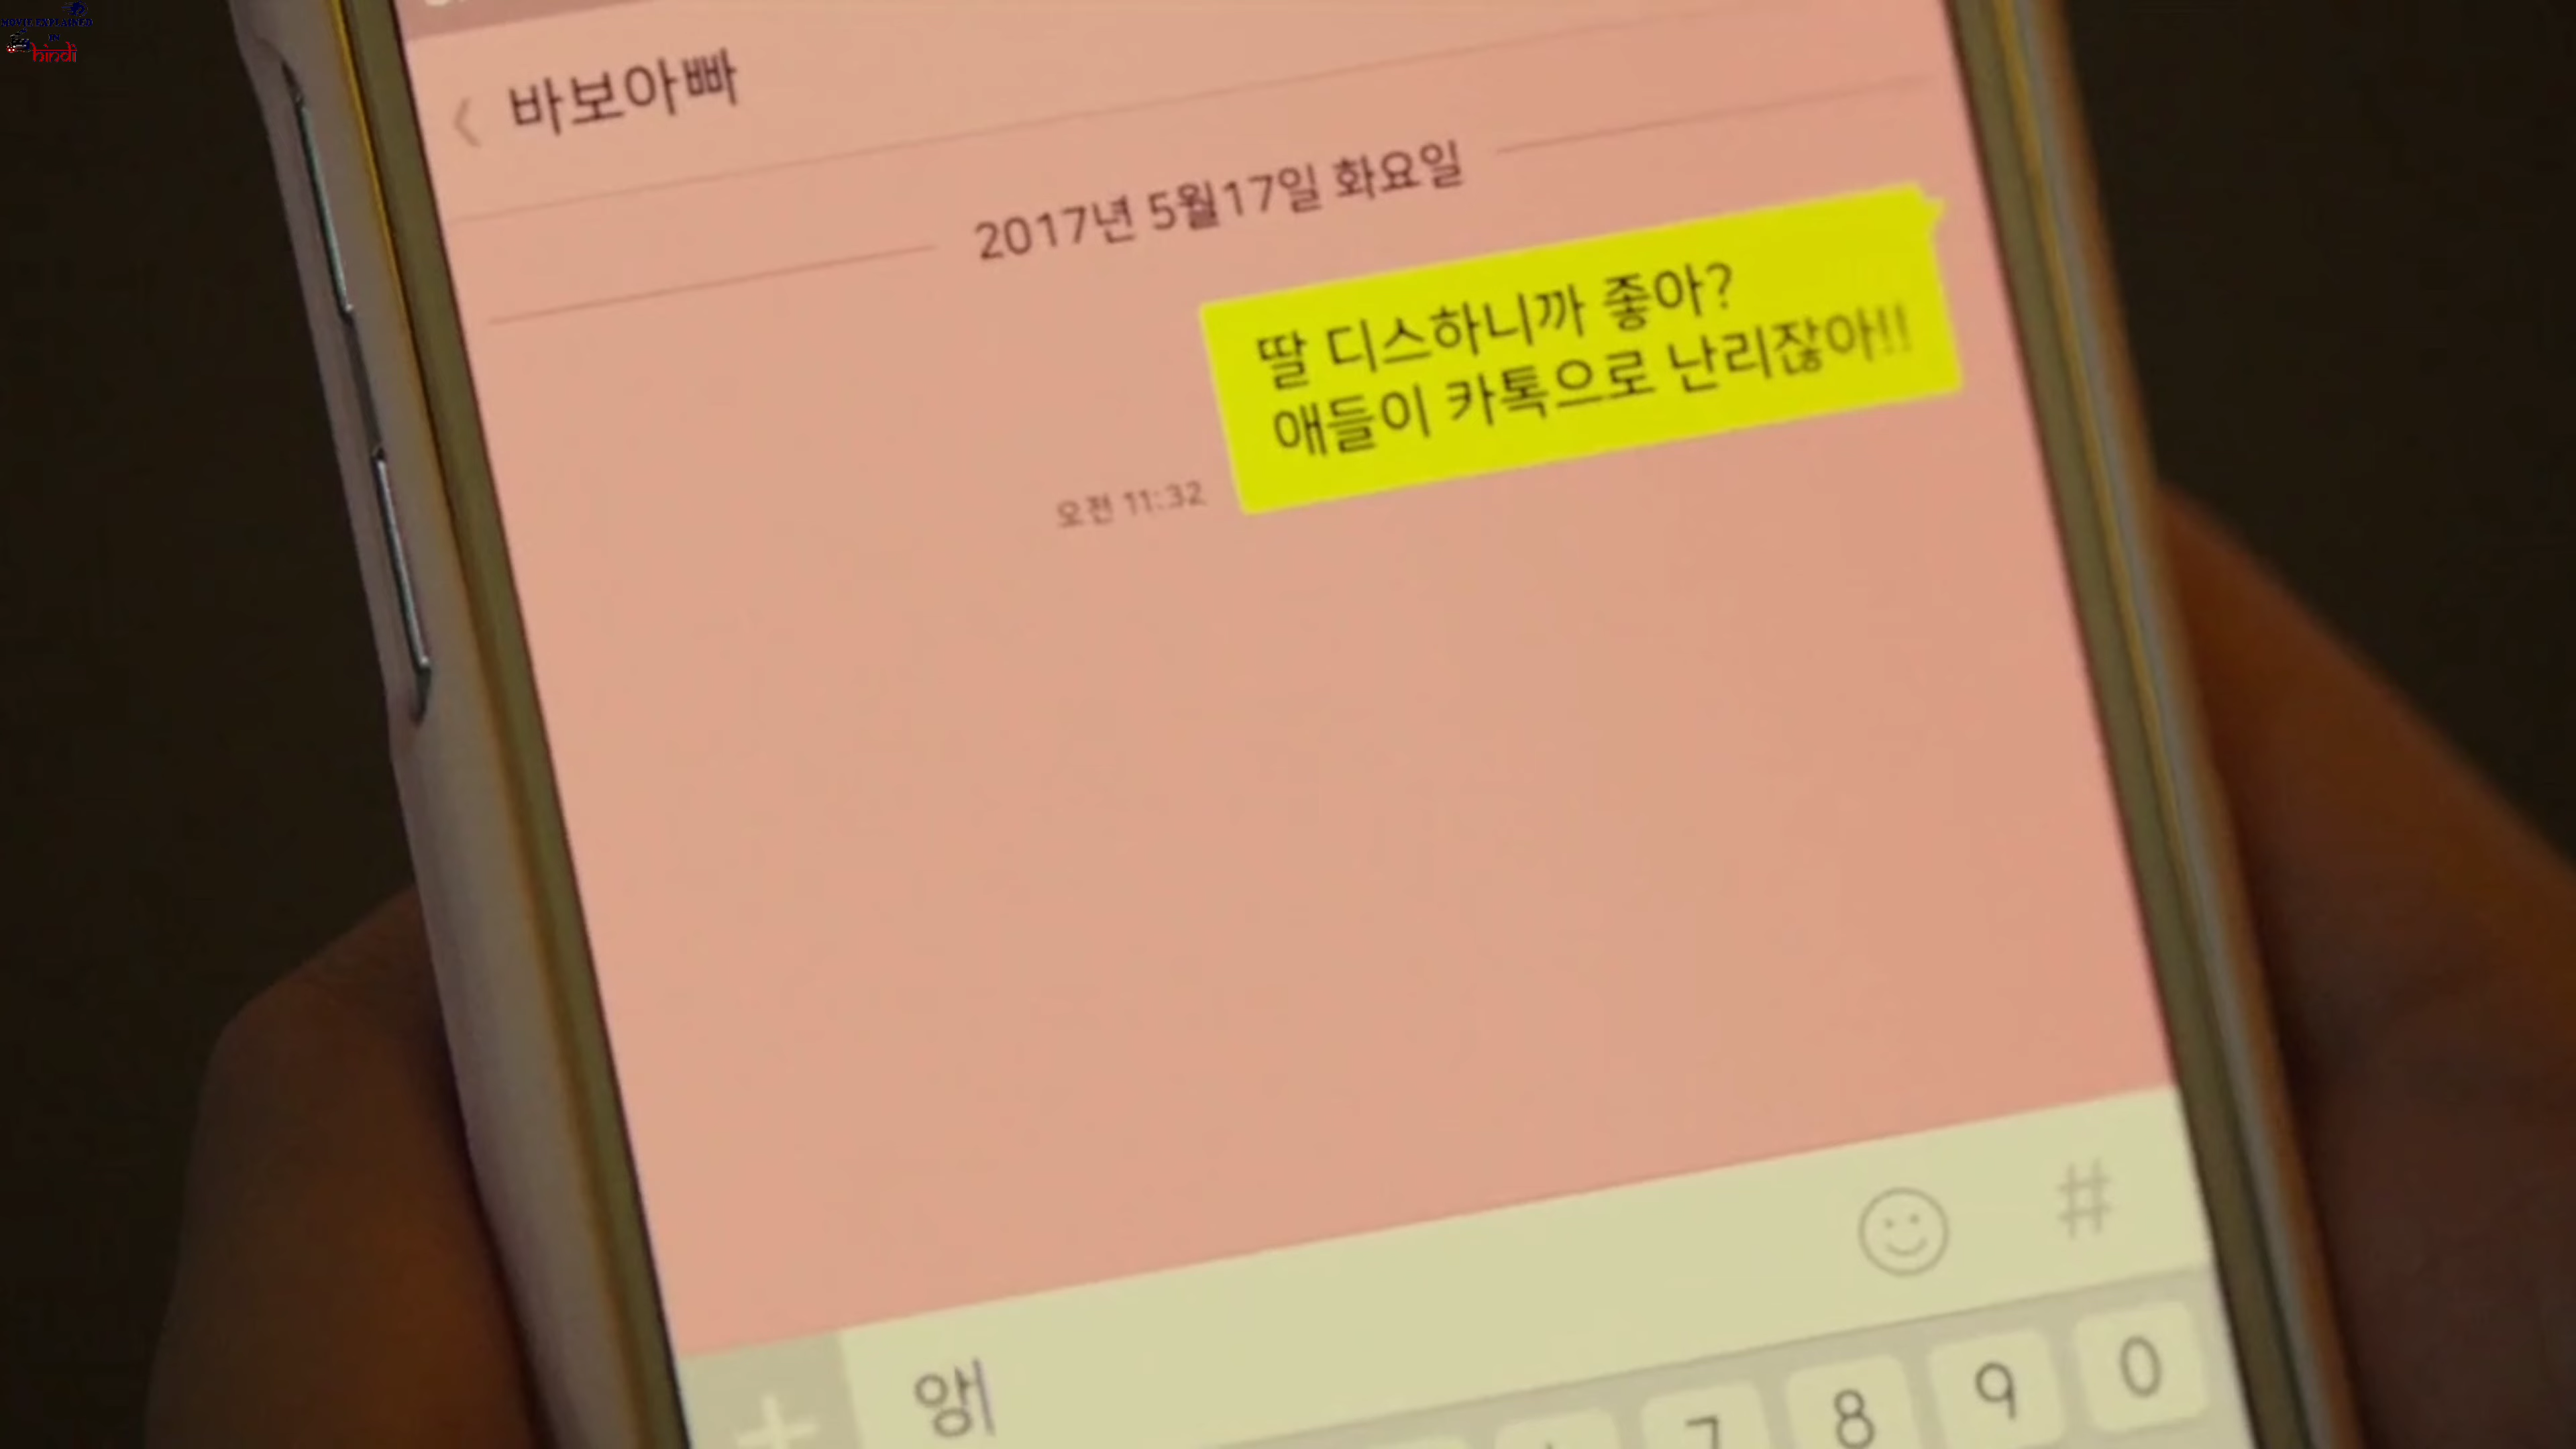 hindi
바보아빠
2017년 5월17일 화요일
딸 디스하니까 좋아?
애들이 카톡으로 난리잖아!!
오전 11:32
#
앵
7 8 9 0